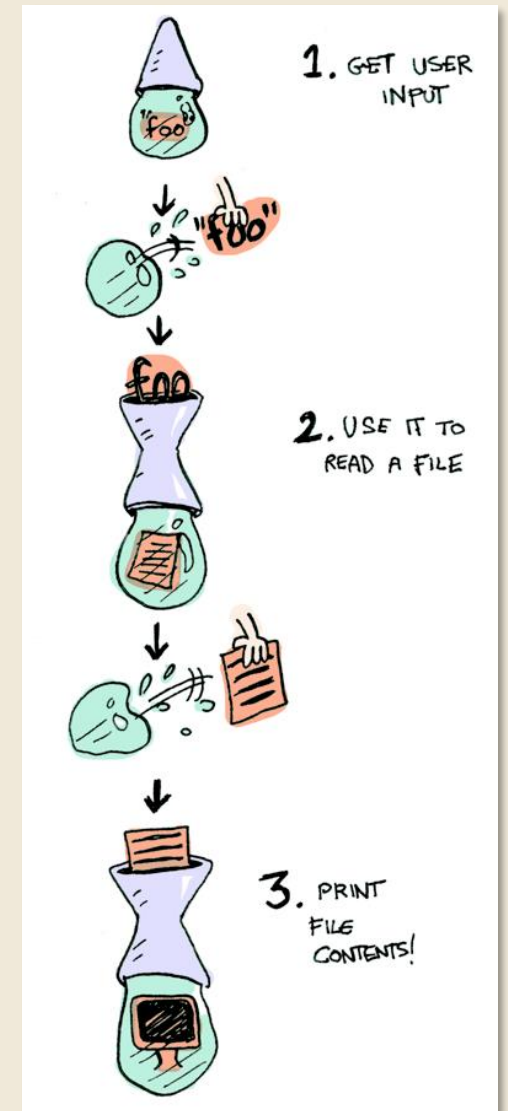 1. GET USER
INPUT
"foo"
"foo"
foo
2. USE IT TO
READ A FILE
3. PRINT
FILE
CONTENTS!